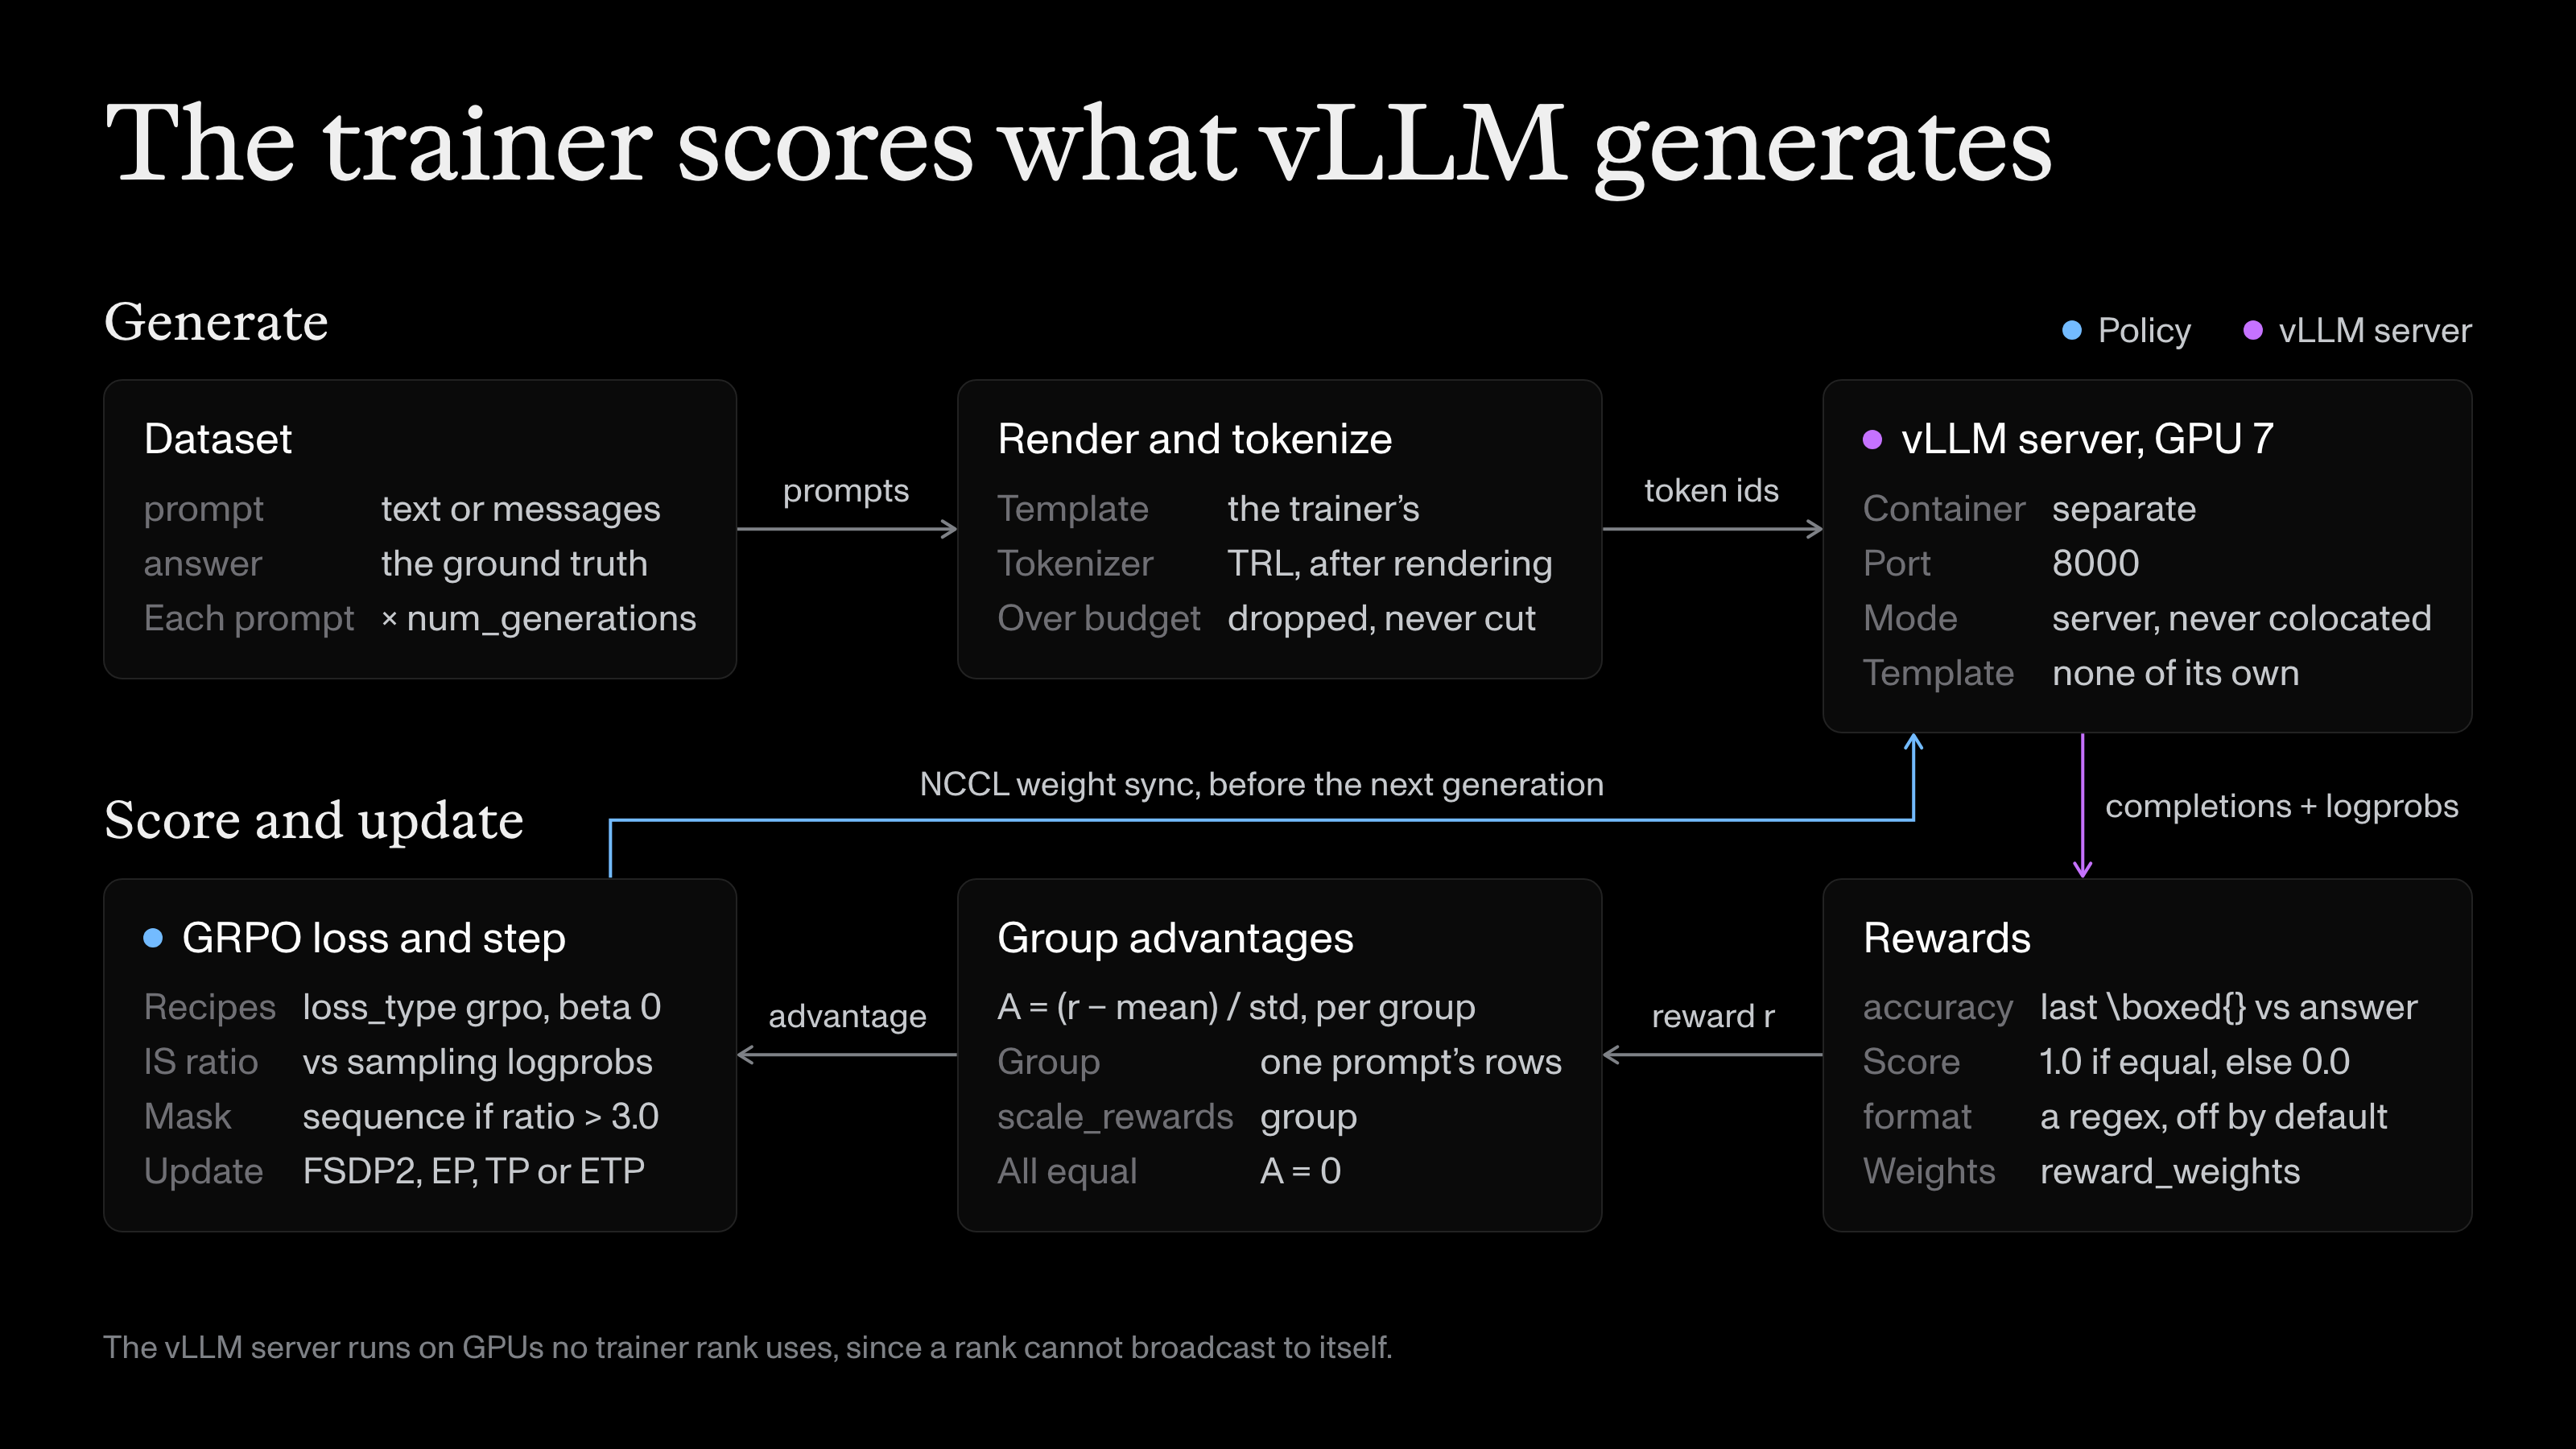 The trainer scores what vLLM generates
Generate
Policy
vLLM server
Dataset
prompt text or messages
answer the ground truth
Each prompt × num_generations
prompts
Render and tokenize
Template the trainer’s
Tokenizer TRL, after rendering
Over budget dropped, never cut
token ids
vLLM server, GPU 7
Container separate
Port 8000
Mode server, never colocated
Template none of its own
NCCL weight sync, before the next generation
completions + logprobs
Score and update
GRPO loss and step
Recipes loss_type grpo, beta 0
IS ratio vs sampling logprobs
Mask sequence if ratio > 3.0
Update FSDP2, EP, TP or ETP
advantage
Group advantages
A = (r − mean) / std, per group
Group one prompt’s rows
scale_rewards group
All equal A = 0
reward r
Rewards
accuracy last \boxed{} vs answer
Score 1.0 if equal, else 0.0
format a regex, off by default
Weights reward_weights
The vLLM server runs on GPUs no trainer rank uses, since a rank cannot broadcast to itself.